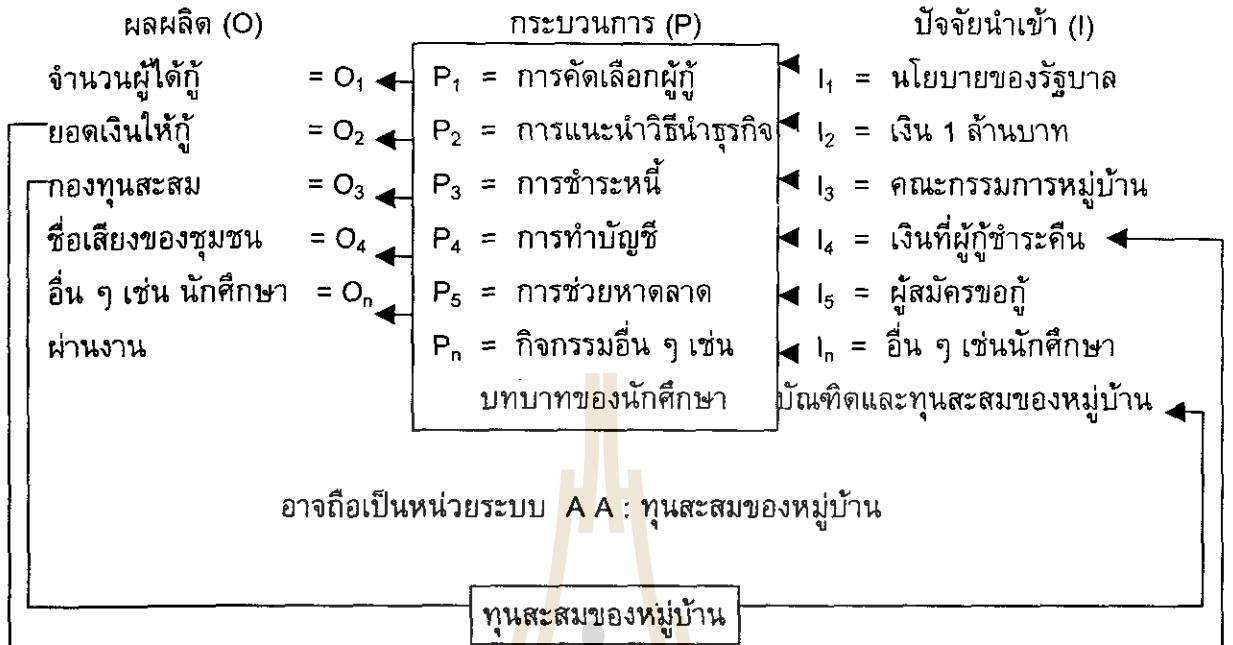 ผลผลิต (O) กระบวนการ (P) ปัจจัยนำเข้า (I)
จำนวนผู้ได้กู้ = O₁ P₁ = การคัดเลือกผู้กู้ I₁ = นโยบายของรัฐบาล
ยอดเงินให้กู้ = O₂ P₂ = การแนะนำวิธีนำธุรกิจ I₂ = เงิน 1 ล้านบาท
กองทุนสะสม = O₃ P₃ = การชำระหนี้ I₃ = คณะกรรมการหมู่บ้าน
ชื่อเสียงของชุมชน = O₄ P₄ = การทำบัญชี I₄ = เงินที่ผู้กู้ชำระคืน
อื่น ๆ เช่น นักศึกษา = Oₙ P₅ = การช่วยหาตลาด I₅ = ผู้สมัครขอกู้
ผ่านงาน Pₙ = กิจกรรมอื่น ๆ เช่น Iₙ = อื่น ๆ เช่นนักศึกษา
บทบาทของนักศึกษา บัณฑิตและทุนสะสมของหมู่บ้าน
อาจถือเป็นหน่วยระบบ A A : ทุนสะสมของหมู่บ้าน
ทุนสะสมของหมู่บ้าน